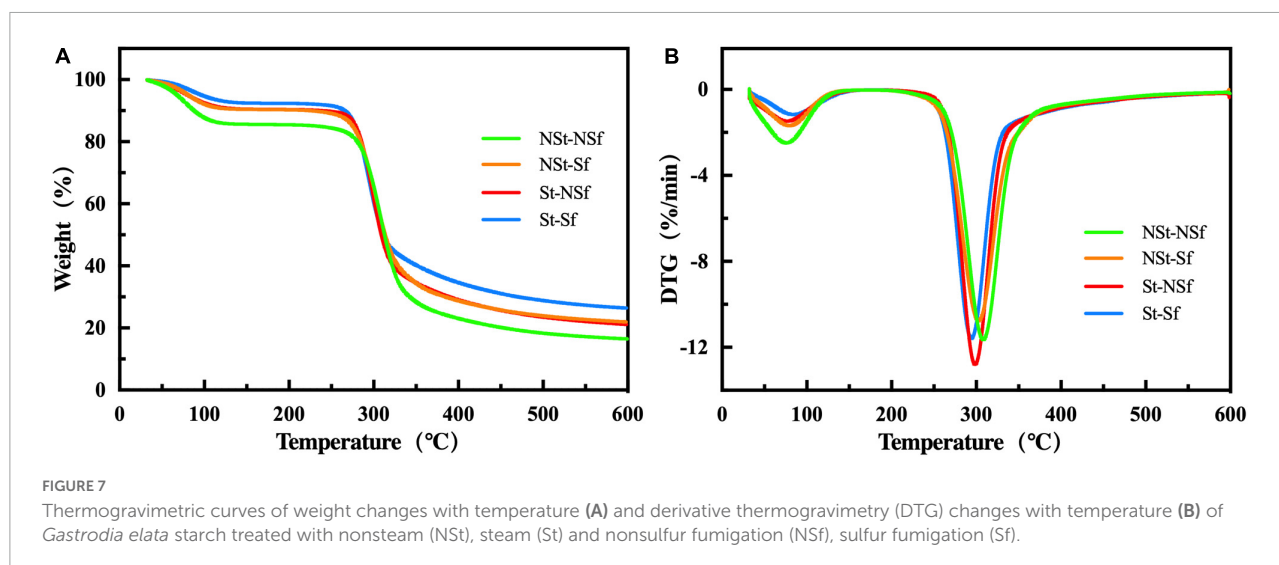 A
100
80
60
40
20
0
Weight（%）
0 100 200 300 400 500 600
Temperature（℃）
NSt-NSf
NSt-Sf
St-NSf
St-Sf
B
0
-4
-8
-12
DTG（%/min）
0 100 200 300 400 500 600
Temperature（℃）
NSt-NSf
NSt-Sf
St-NSf
St-Sf
FIGURE 7
Thermogravimetric curves of weight changes with temperature (A) and derivative thermogravimetry (DTG) changes with temperature (B) of
Gastrodia elata starch treated with nonsteam (NSt), steam (St) and nonsulfur fumigation (NSf), sulfur fumigation (Sf).